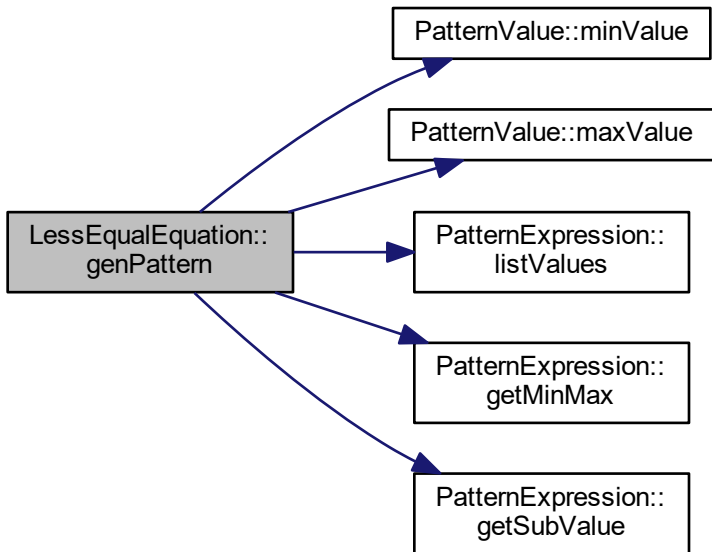 PatternValue::minValue
PatternValue::maxValue
LessEqualEquation::
genPattern
PatternExpression::
listValues
PatternExpression::
getMinMax
PatternExpression::
getSubValue